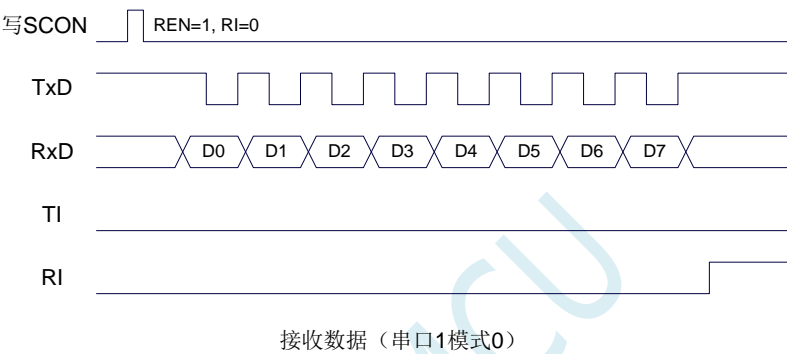 写SCON REN=1, RI=0
TxD
RxD D0 D1 D2 D3 D4 D5 D6 D7
TI
RI
接收数据（串口1模式0）
MCU